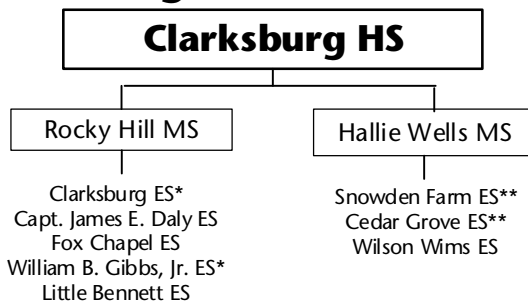 Clarksburg HS
Rocky Hill MS
Clarksburg ES*
Capt. James E. Daly ES
Fox Chapel ES
William B. Gibbs, Jr. ES*
Little Bennett ES
Hallie Wells MS
Snowden Farm ES**
Cedar Grove ES**
Wilson Wims ES